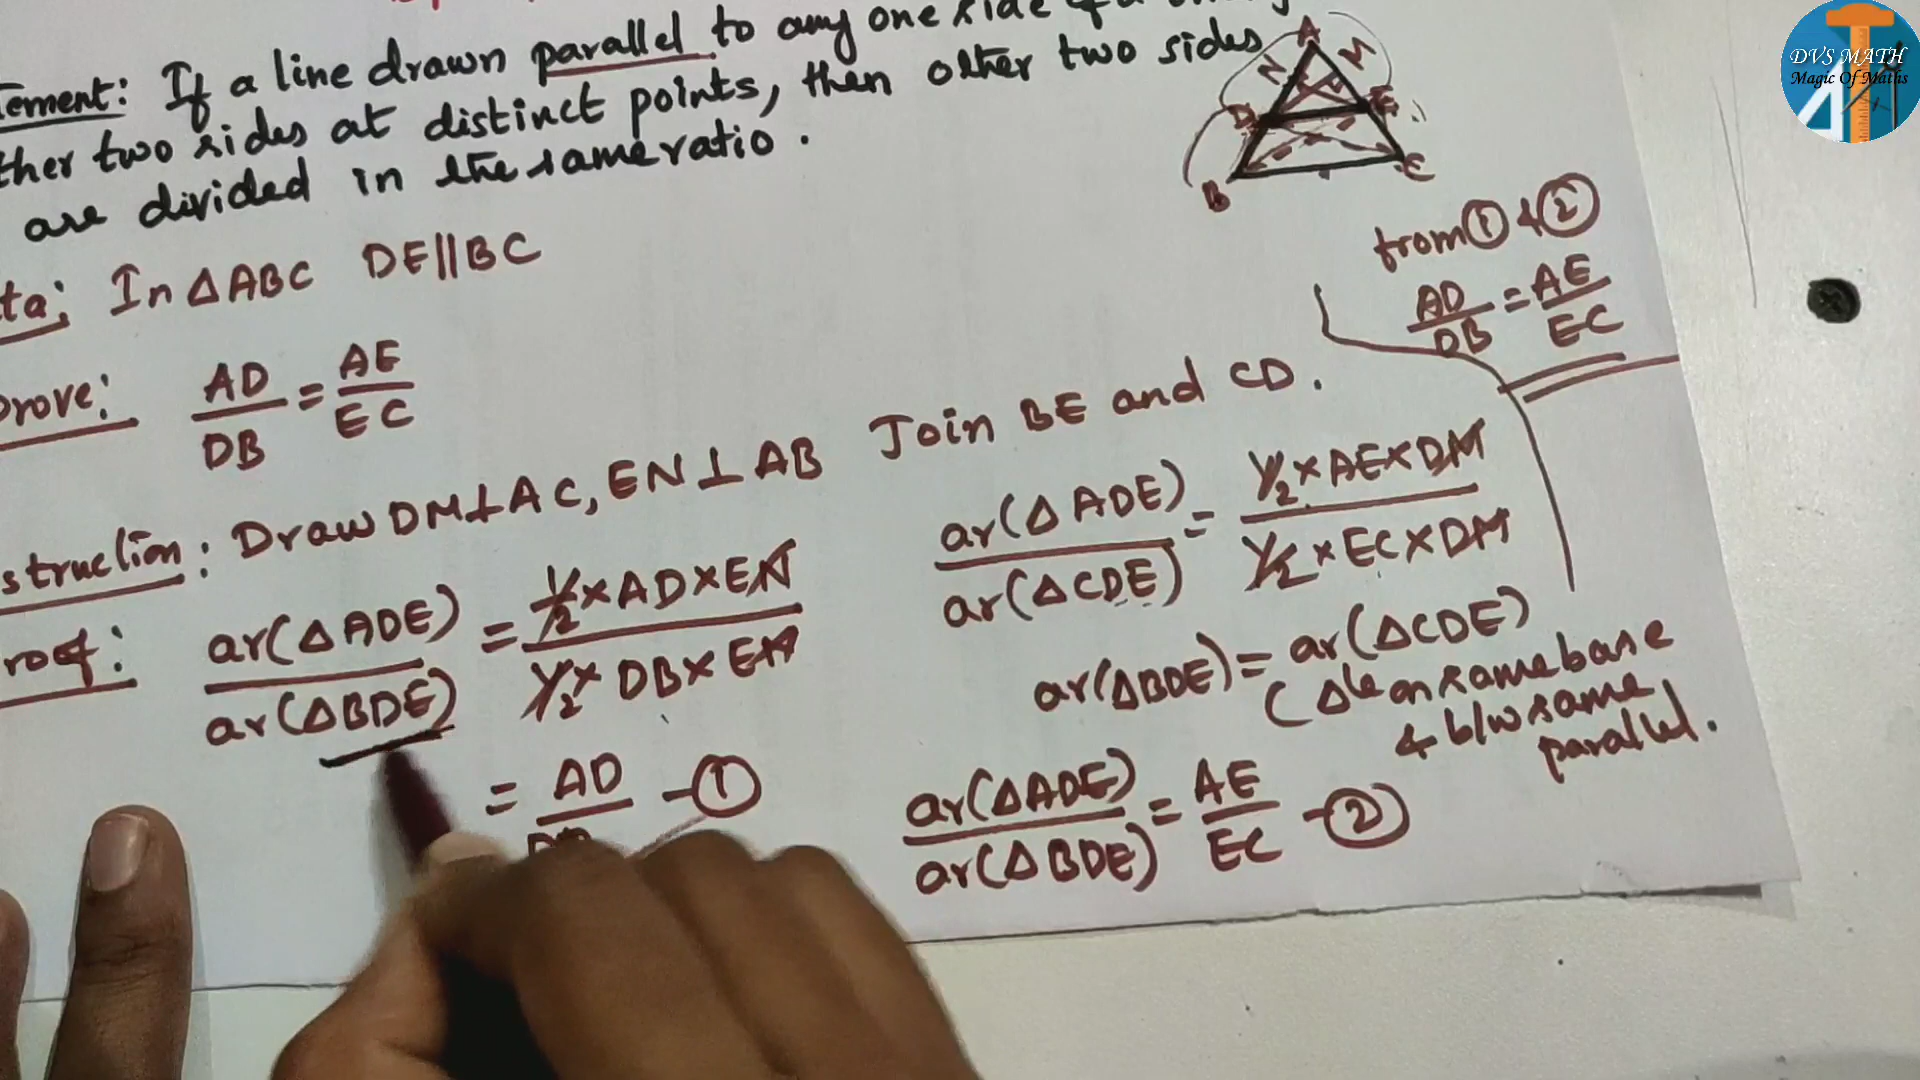 tement: If a line drawn parallel to any one side
ther two sides at distinct points, then other two sides
are divided in the same ratio.
ta: In △ABC DE||BC
prove: AD/DB = AE/EC
struction: Draw DM⊥AC, EN⊥AB Join BE and CD.
roof: ar(△ADE)/ar(△BDE) = 1/2×AD×EN / 1/2×DB×EN
= AD -①
ar(△ADE)/ar(△CDE) = 1/2×AE×DM / 1/2×EC×DM
ar(△BDE) = ar(△CDE)
(△le on same base
& b/w same
parallel.
ar(△ADE)/ar(△BDE) = AE/EC -②
from ① & ②
AD/DB = AE/EC
A
N M
D E
B C
DVS MATH
Magic Of Maths